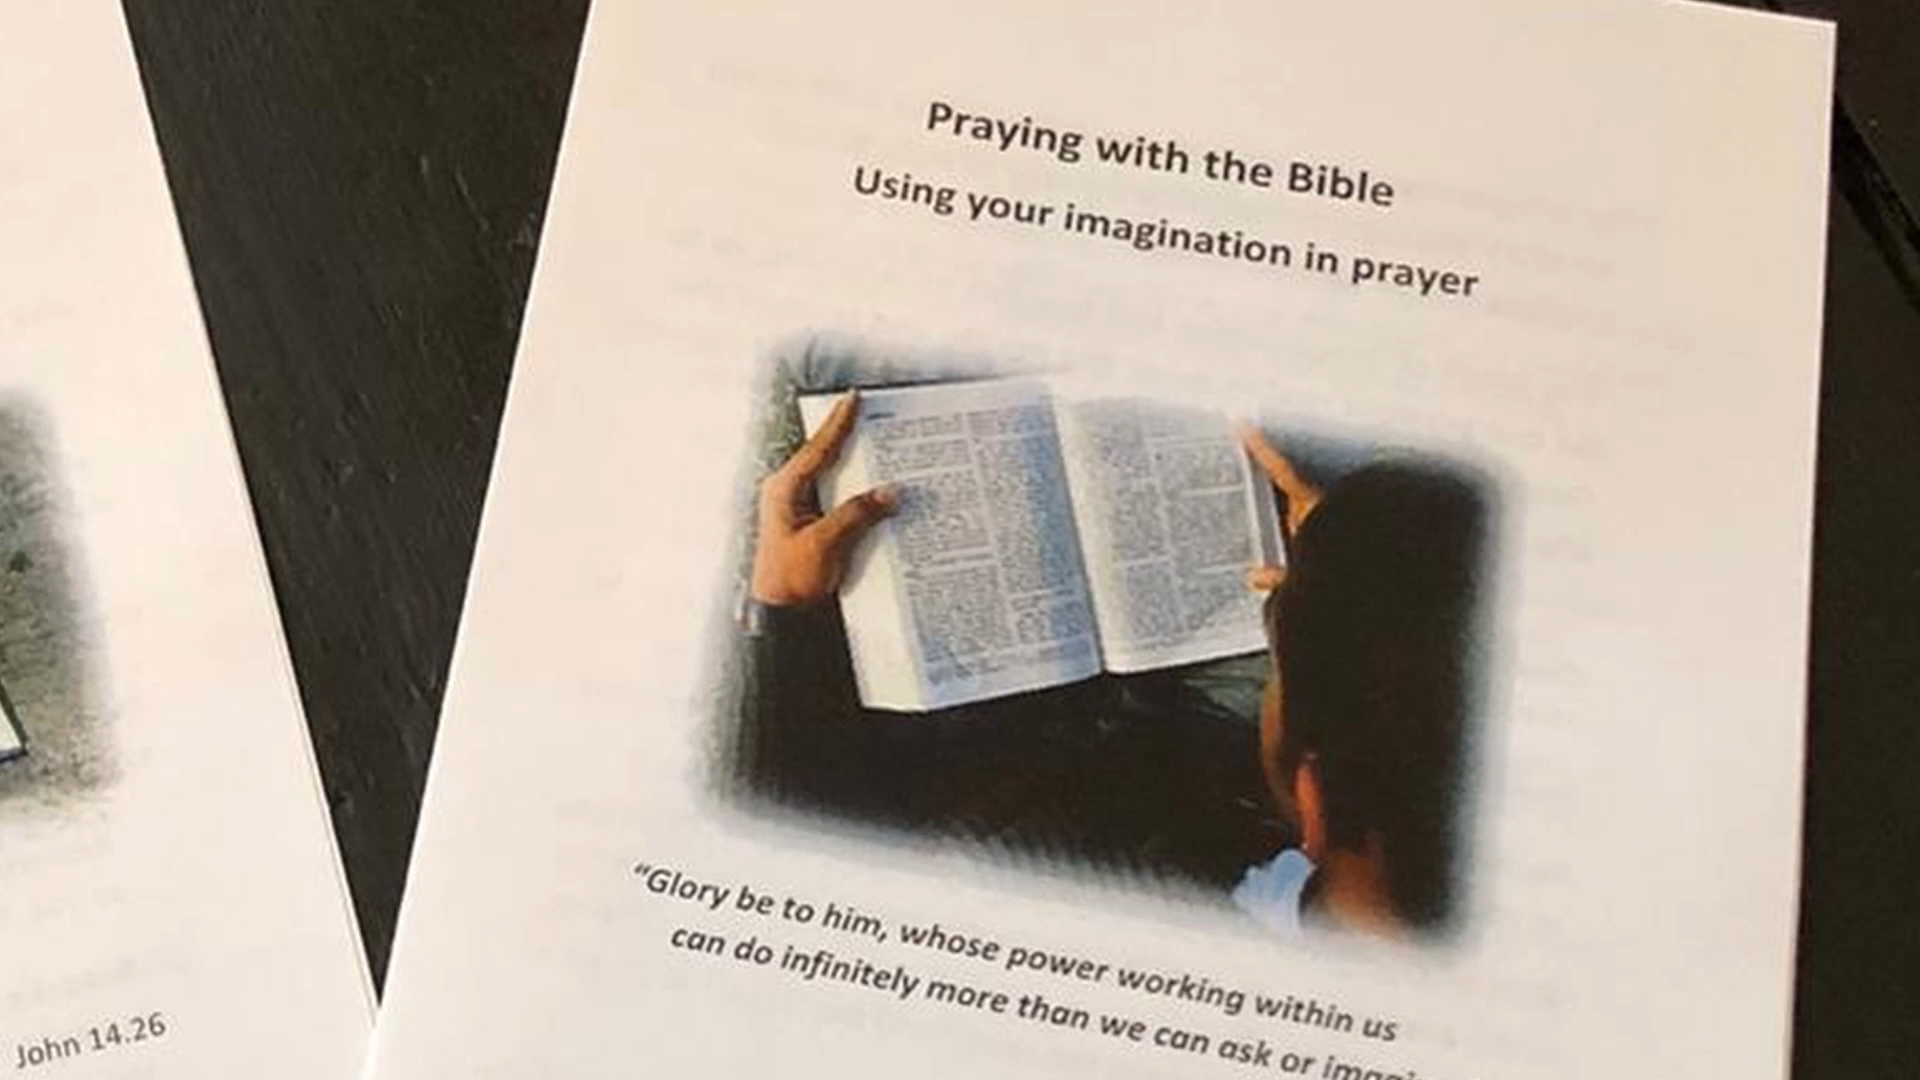 Praying with the Bible
Using your imagination in prayer
“Glory be to him, whose power working within us
can do infinitely more than we can ask or
John 14.26